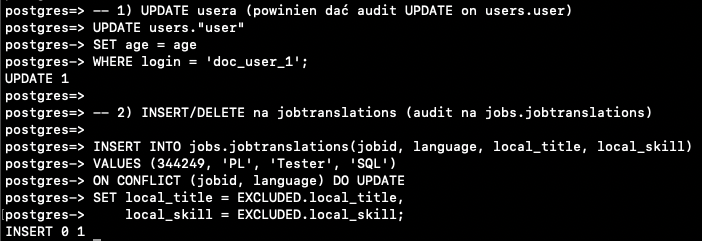 postgres=> -- 1) UPDATE usera (powinien dać audit UPDATE on users.user)
postgres=> UPDATE users."user"
postgres-> SET age = age
postgres-> WHERE login = 'doc_user_1';
UPDATE 1
postgres=>
postgres=> -- 2) INSERT/DELETE na jobtranslations (audit na jobs.jobtranslations)
postgres=>
postgres=> INSERT INTO jobs.jobtranslations(jobid, language, local_title, local_skill)
postgres-> VALUES (344249, 'PL', 'Tester', 'SQL')
postgres-> ON CONFLICT (jobid, language) DO UPDATE
postgres-> SET local_title = EXCLUDED.local_title,
postgres->     local_skill = EXCLUDED.local_skill;
INSERT 0 1